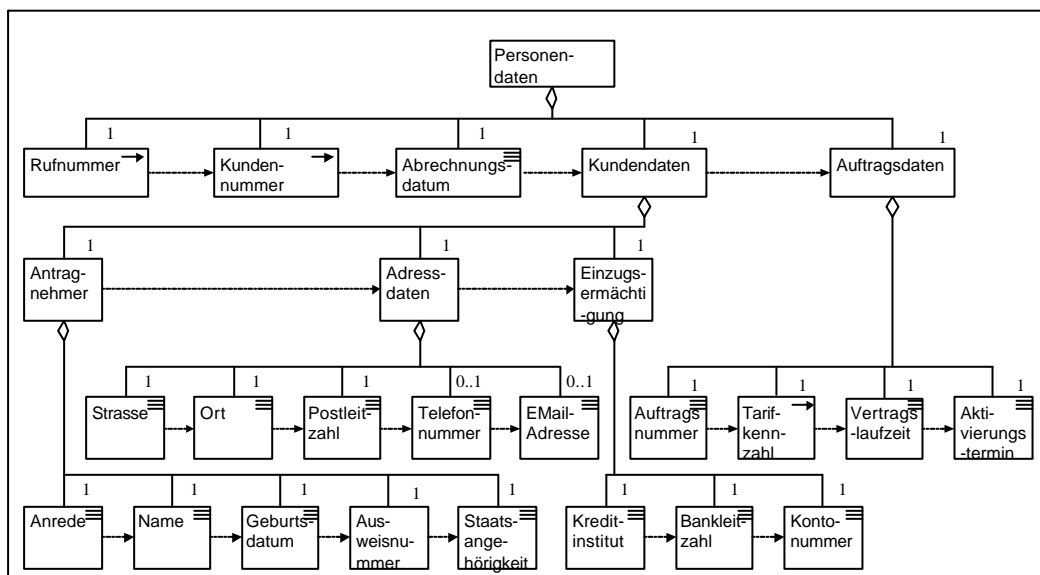 Personen-
daten
1 1 1 1 1
Rufnummer
Kunden-
nummer
Abrechnungs-
datum
Kundendaten
Auftragsdaten
1 1 1
Antrag-
nehmer
Adress-
daten
Einzugs-
ermächti
-gung
1 1 1 0..1 0..1
Strasse
Ort
Postleit-
zahl
Telefon-
nummer
EMail-
Adresse
1 1 1 1
Auftrags
nummer
Tarif-
kenn-
zahl
Vertrags
-laufzeit
Akti-
vierungs
-termin
1 1 1 1 1
Anrede
Name
Geburts-
datum
Aus-
weisnu-
mmer
Staats-
ange-
hörigkeit
1 1 1
Kredit-
institut
Bankleit-
zahl
Konto-
nummer